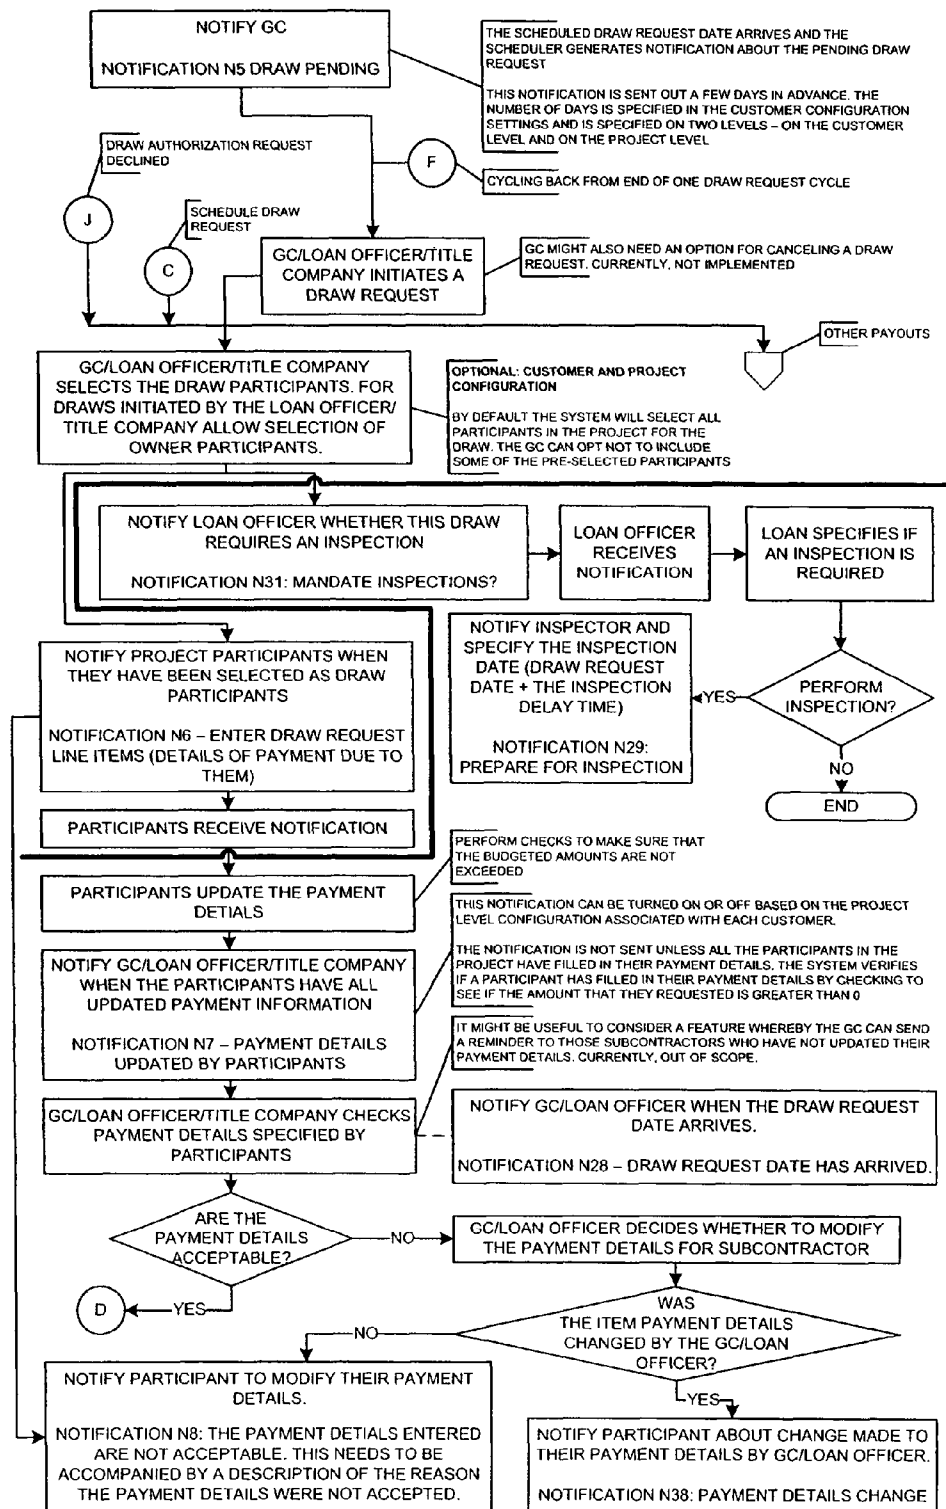 NOTIFY GC
NOTIFICATION N5 DRAW PENDING
THE SCHEDULED DRAW REQUEST DATE ARRIVES AND THE
SCHEDULER GENERATES NOTIFICATION ABOUT THE PENDING DRAW
REQUEST
THIS NOTIFICATION IS SENT OUT A FEW DAYS IN ADVANCE. THE
NUMBER OF DAYS IS SPECIFIED IN THE CUSTOMER CONFIGURATION
SETTINGS AND IS SPECIFIED ON TWO LEVELS – ON THE CUSTOMER
LEVEL AND ON THE PROJECT LEVEL
DRAW AUTHORIZATION REQUEST
DECLINED
F
CYCLING BACK FROM END OF ONE DRAW REQUEST CYCLE
J
SCHEDULE DRAW
REQUEST
C
GC/LOAN OFFICER/TITLE
COMPANY INITIATES A
DRAW REQUEST
GC MIGHT ALSO NEED AN OPTION FOR CANCELING A DRAW
REQUEST. CURRENTLY, NOT IMPLEMENTED
OTHER PAYOUTS
GC/LOAN OFFICER/TITLE COMPANY
SELECTS THE DRAW PARTICIPANTS. FOR
DRAWS INITIATED BY THE LOAN OFFICER/
TITLE COMPANY ALLOW SELECTION OF
OWNER PARTICIPANTS.
OPTIONAL: CUSTOMER AND PROJECT
CONFIGURATION
BY DEFAULT THE SYSTEM WILL SELECT ALL
PARTICIPANTS IN THE PROJECT FOR THE
DRAW. THE GC CAN OPT NOT TO INCLUDE
SOME OF THE PRE-SELECTED PARTICIPANTS
NOTIFY LOAN OFFICER WHETHER THIS DRAW
REQUIRES AN INSPECTION
NOTIFICATION N31: MANDATE INSPECTIONS?
LOAN OFFICER
RECEIVES
NOTIFICATION
LOAN SPECIFIES IF
AN INSPECTION IS
REQUIRED
NOTIFY INSPECTOR AND
SPECIFY THE INSPECTION
DATE (DRAW REQUEST
DATE + THE INSPECTION
DELAY TIME)
NOTIFICATION N29:
PREPARE FOR INSPECTION
YES
PERFORM
INSPECTION?
NO
END
NOTIFY PROJECT PARTICIPANTS WHEN
THEY HAVE BEEN SELECTED AS DRAW
PARTICIPANTS
NOTIFICATION N6 – ENTER DRAW REQUEST
LINE ITEMS (DETAILS OF PAYMENT DUE TO
THEM)
PARTICIPANTS RECEIVE NOTIFICATION
PERFORM CHECKS TO MAKE SURE THAT
THE BUDGETED AMOUNTS ARE NOT
EXCEEDED
PARTICIPANTS UPDATE THE PAYMENT
DETIALS
THIS NOTIFICATION CAN BE TURNED ON OR OFF BASED ON THE PROJECT
LEVEL CONFIGURATION ASSOCIATED WITH EACH CUSTOMER.
THE NOTIFICATION IS NOT SENT UNLESS ALL THE PARTICIPANTS IN THE
PROJECT HAVE FILLED IN THEIR PAYMENT DETAILS. THE SYSTEM VERIFIES
IF A PARTICIPANT HAS FILLED IN THEIR PAYMENT DETAILS BY CHECKING TO
SEE IF THE AMOUNT THAT THEY REQUESTED IS GREATER THAN 0
NOTIFY GC/LOAN OFFICER/TITLE COMPANY
WHEN THE PARTICIPANTS HAVE ALL
UPDATED PAYMENT INFORMATION
NOTIFICATION N7 – PAYMENT DETAILS
UPDATED BY PARTICIPANTS
IT MIGHT BE USEFUL TO CONSIDER A FEATURE WHEREBY THE GC CAN SEND
A REMINDER TO THOSE SUBCONTRACTORS WHO HAVE NOT UPDATED THEIR
PAYMENT DETAILS. CURRENTLY, OUT OF SCOPE.
GC/LOAN OFFICER/TITLE COMPANY CHECKS
PAYMENT DETAILS SPECIFIED BY
PARTICIPANTS
NOTIFY GC/LOAN OFFICER WHEN THE DRAW REQUEST
DATE ARRIVES.
NOTIFICATION N28 – DRAW REQUEST DATE HAS ARRIVED.
ARE THE
PAYMENT DETAILS
ACCEPTABLE?
NO
GC/LOAN OFFICER DECIDES WHETHER TO MODIFY
THE PAYMENT DETAILS FOR SUBCONTRACTOR
D
YES
WAS
THE ITEM PAYMENT DETAILS
CHANGED BY THE GC/LOAN
OFFICER?
NO
YES
NOTIFY PARTICIPANT TO MODIFY THEIR PAYMENT
DETAILS.
NOTIFICATION N8: THE PAYMENT DETIALS ENTERED
ARE NOT ACCEPTABLE. THIS NEEDS TO BE
ACCOMPANIED BY A DESCRIPTION OF THE REASON
THE PAYMENT DETAILS WERE NOT ACCEPTED.
NOTIFY PARTICIPANT ABOUT CHANGE MADE TO
THEIR PAYMENT DETAILS BY GC/LOAN OFFICER.
NOTIFICATION N38: PAYMENT DETAILS CHANGE